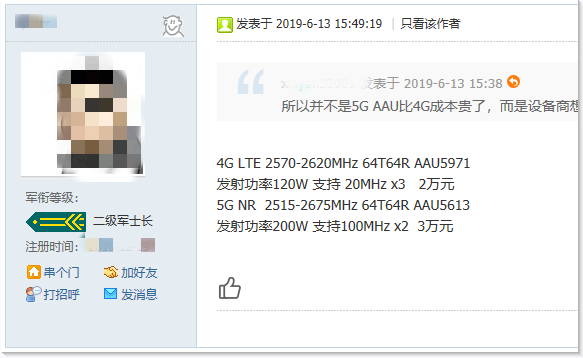 发表于 2019-6-13 15:49:19 | 只看该作者
发表于 2019-6-13 15:38
所以并不是5G AAU比4G成本贵了，而是设备商想
4G LTE 2570-2620MHz 64T64R AAU5971
发射功率120W 支持 20MHz x3 2万元
5G NR 2515-2675MHz 64T64R AAU5613
发射功率200W 支持100MHz x2 3万元
军衔等级：
二级军士长
注册时间：
串个门 加好友
打招呼 发消息